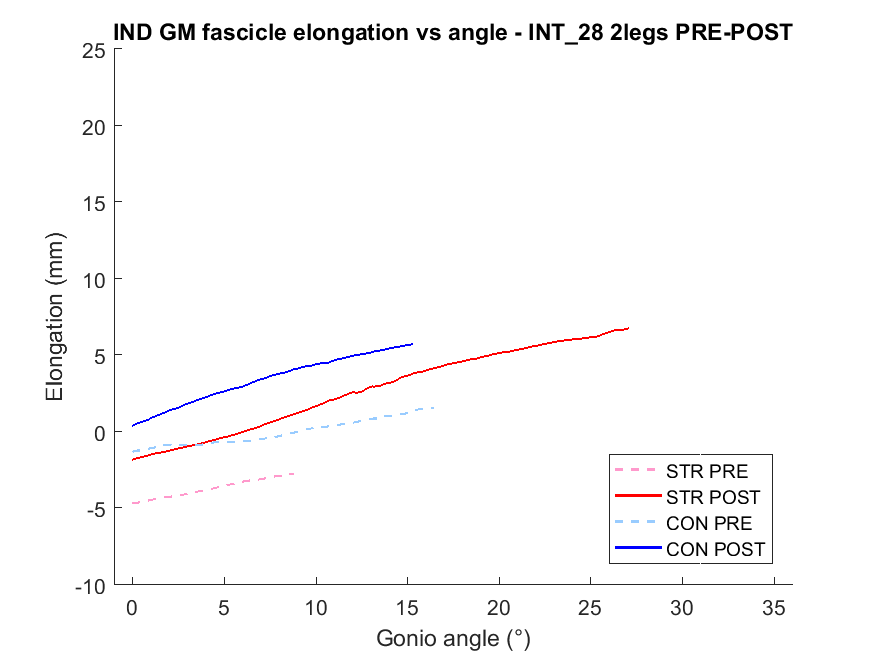 IND GM fascicle elongation vs angle - INT_28 2legs PRE-POST
25
20
15
10
5
0
-5
-10
Elongation (mm)
0 5 10 15 20 25 30 35
Gonio angle (°)
STR PRE
STR POST
CON PRE
CON POST